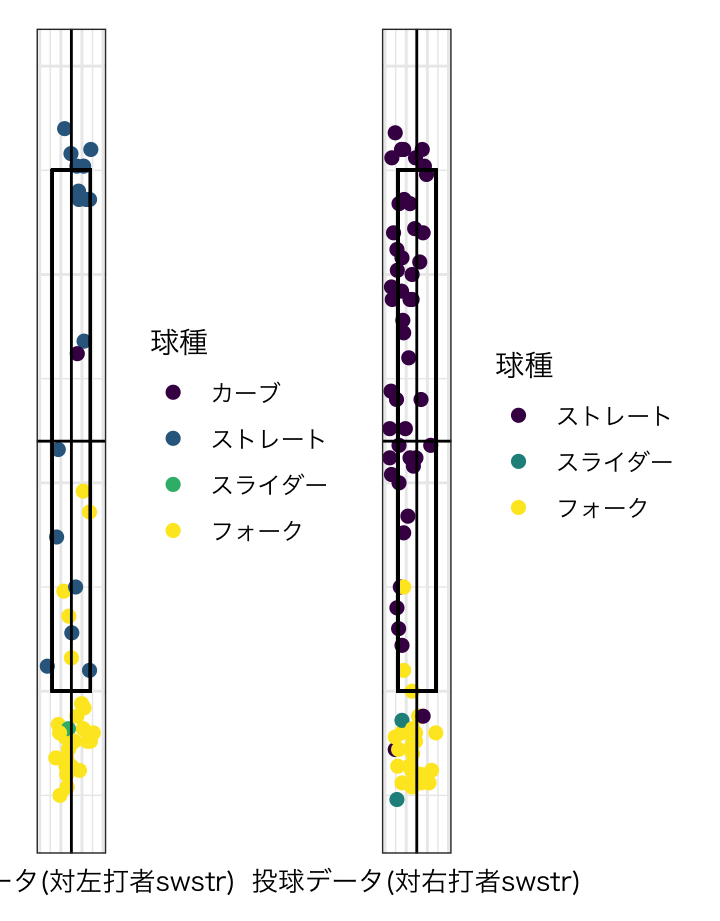 球種
カーブ
ストレート
スライダー
フォーク
球種
ストレート
スライダー
フォーク
ータ(対左打者swstr)
投球データ(対右打者swstr)